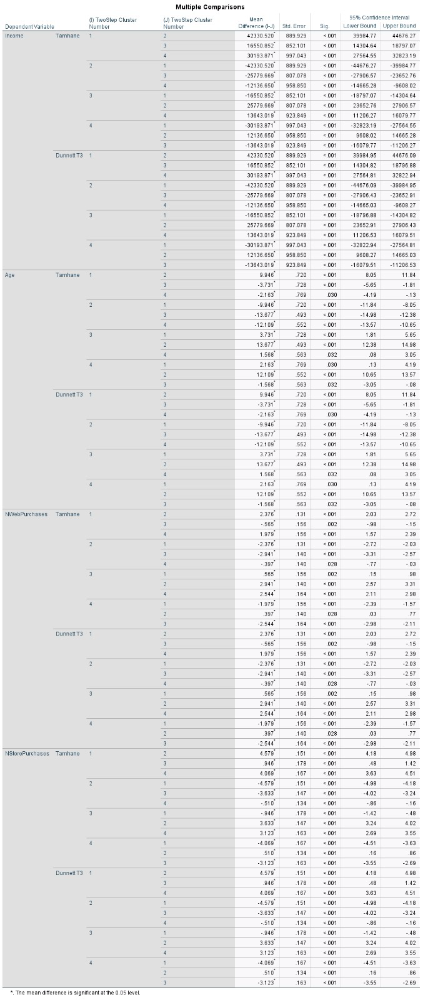 Multiple Comparisons
95% Confidence Interval
Dependent Variable (I) TwoStep Cluster Number (J) TwoStep Cluster Number Mean Difference (I-J) Std. Error Sig. Lower Bound Upper Bound
Income Tamhane 1 2 42330.520* 889.929 <.001 39984.77 44676.27
3 16550.852* 852.101 <.001 14304.64 18797.07
4 30193.871* 997.043 <.001 27564.55 32823.19
2 1 -42330.520* 889.929 <.001 -44676.27 -39984.77
3 -25779.669* 807.078 <.001 -27906.57 -23652.76
4 -12136.650* 958.850 <.001 -14665.28 -9608.02
3 1 -16550.852* 852.101 <.001 -18797.07 -14304.64
2 25779.669* 807.078 <.001 23652.76 27906.57
4 13643.019* 923.849 <.001 11206.27 16079.77
4 1 -30193.871* 997.043 <.001 -32823.19 -27564.55
2 12136.650* 958.850 <.001 9608.02 14665.28
3 -13643.019* 923.849 <.001 -16079.77 -11206.27
Dunnett T3 1 2 42330.520* 889.929 <.001 39984.95 44676.09
3 16550.852* 852.101 <.001 14304.82 18796.88
4 30193.871* 997.043 <.001 27564.81 32822.94
2 1 -42330.520* 889.929 <.001 -44676.09 -39984.95
3 -25779.669* 807.078 <.001 -27906.43 -23652.91
4 -12136.650* 958.850 <.001 -14665.03 -9608.27
3 1 -16550.852* 852.101 <.001 -18796.88 -14304.82
2 25779.669* 807.078 <.001 23652.91 27906.43
4 13643.019* 923.849 <.001 11206.53 16079.51
4 1 -30193.871* 997.043 <.001 -32822.94 -27564.81
2 12136.650* 958.850 <.001 9608.27 14665.03
3 -13643.019* 923.849 <.001 -16079.51 -11206.53
Age Tamhane 1 2 9.946* .720 <.001 8.05 11.84
3 -3.731* .728 <.001 -5.65 -1.81
4 -2.163* .769 .030 -4.19 -.13
2 1 -9.946* .720 <.001 -11.84 -8.05
3 -13.677* .493 <.001 -14.98 -12.38
4 -12.109* .552 <.001 -13.57 -10.65
3 1 3.731* .728 <.001 1.81 5.65
2 13.677* .493 <.001 12.38 14.98
4 1.568* .563 .032 .08 3.05
4 1 2.163* .769 .030 .13 4.19
2 12.109* .552 <.001 10.65 13.57
3 -1.568* .563 .032 -3.05 -.08
Dunnett T3 1 2 9.946* .720 <.001 8.05 11.84
3 -3.731* .728 <.001 -5.65 -1.81
4 -2.163* .769 .030 -4.19 -.13
2 1 -9.946* .720 <.001 -11.84 -8.05
3 -13.677* .493 <.001 -14.98 -12.38
4 -12.109* .552 <.001 -13.57 -10.65
3 1 3.731* .728 <.001 1.81 5.65
2 13.677* .493 <.001 12.38 14.98
4 1.568* .563 .032 .08 3.05
4 1 2.163* .769 .030 .13 4.19
2 12.109* .552 <.001 10.65 13.57
3 -1.568* .563 .032 -3.05 -.08
NWebPurchases Tamhane 1 2 2.376* .131 <.001 2.03 2.72
3 -.565* .156 .002 -.98 -.15
4 1.979* .156 <.001 1.57 2.39
2 1 -2.376* .131 <.001 -2.72 -2.03
3 -2.941* .140 <.001 -3.31 -2.57
4 -.397* .140 .028 -.77 -.03
3 1 .565* .156 .002 .15 .98
2 2.941* .140 <.001 2.57 3.31
4 2.544* .164 <.001 2.11 2.98
4 1 -1.979* .156 <.001 -2.39 -1.57
2 .397* .140 .028 .03 .77
3 -2.544* .164 <.001 -2.98 -2.11
Dunnett T3 1 2 2.376* .131 <.001 2.03 2.72
3 -.565* .156 .002 -.98 -.15
4 1.979* .156 <.001 1.57 2.39
2 1 -2.376* .131 <.001 -2.72 -2.03
3 -2.941* .140 <.001 -3.31 -2.57
4 -.397* .140 .028 -.77 -.03
3 1 .565* .156 .002 .15 .98
2 2.941* .140 <.001 2.57 3.31
4 2.544* .164 <.001 2.11 2.98
4 1 -1.979* .156 <.001 -2.39 -1.57
2 .397* .140 .028 .03 .77
3 -2.544* .164 <.001 -2.98 -2.11
NStorePurchases Tamhane 1 2 4.579* .151 <.001 4.18 4.98
3 .946* .178 <.001 .48 1.42
4 4.069* .167 <.001 3.63 4.51
2 1 -4.579* .151 <.001 -4.98 -4.18
3 -3.633* .147 <.001 -4.02 -3.24
4 -.510* .134 <.001 -.86 -.16
3 1 -.946* .178 <.001 -1.42 -.48
2 3.633* .147 <.001 3.24 4.02
4 3.123* .163 <.001 2.69 3.55
4 1 -4.069* .167 <.001 -4.51 -3.63
2 .510* .134 <.001 .16 .86
3 -3.123* .163 <.001 -3.55 -2.69
Dunnett T3 1 2 4.579* .151 <.001 4.18 4.98
3 .946* .178 <.001 .48 1.42
4 4.069* .167 <.001 3.63 4.51
2 1 -4.579* .151 <.001 -4.98 -4.18
3 -3.633* .147 <.001 -4.02 -3.24
4 -.510* .134 <.001 -.86 -.16
3 1 -.946* .178 <.001 -1.42 -.48
2 3.633* .147 <.001 3.24 4.02
4 3.123* .163 <.001 2.69 3.55
4 1 -4.069* .167 <.001 -4.51 -3.63
2 .510* .134 <.001 .16 .86
3 -3.123* .163 <.001 -3.55 -2.69
*. The mean difference is significant at the 0.05 level.